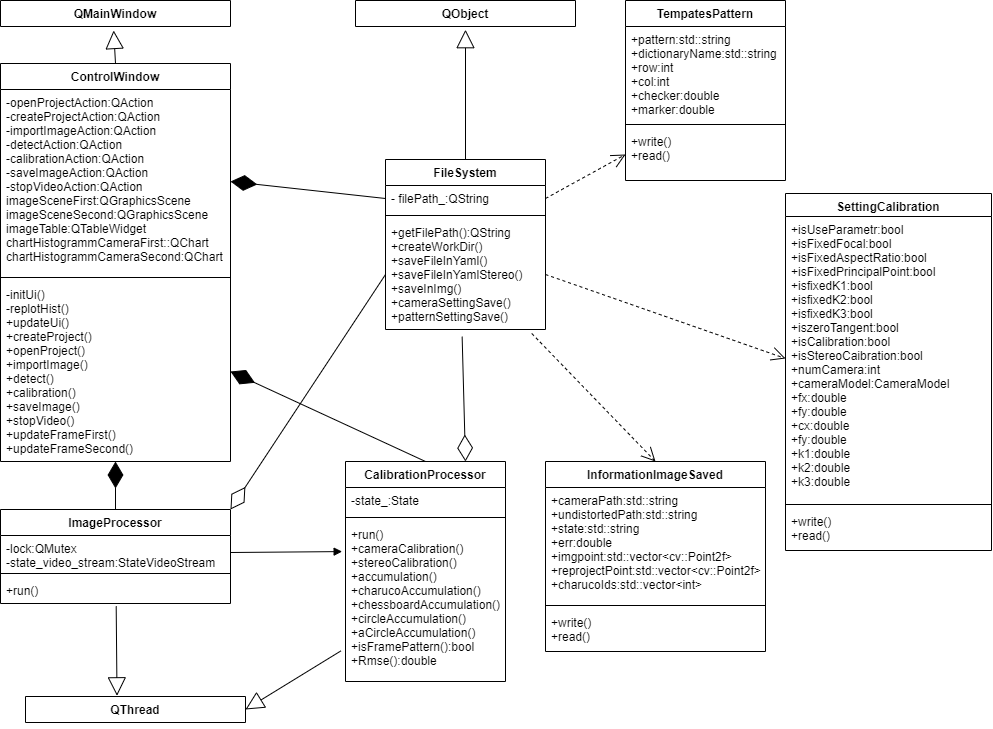 QMainWindow
ControlWindow
-openProjectAction:QAction
-createProjectAction:QAction
-importImageAction:QAction
-detectAction:QAction
-calibrationAction:QAction
-saveImageAction:QAction
-stopVideoAction:QAction
imageSceneFirst:QGraphicsScene
imageSceneSecond:QGraphicsScene
imageTable:QTableWidget
chartHistogrammCameraFirst::QChart
chartHistogrammCameraSecond:QChart
-initUi()
-replotHist()
+updateUi()
+createProject()
+openProject()
+importImage()
+detect()
+calibration()
+saveImage()
+stopVideo()
+updateFrameFirst()
+updateFrameSecond()
ImageProcessor
-lock:QMutex
-state_video_stream:StateVideoStream
+run()
QThread
QObject
FileSystem
- filePath_:QString
+getFilePath():QString
+createWorkDir()
+saveFileInYaml()
+saveFileInYamlStereo()
+saveInImg()
+cameraSettingSave()
+patternSettingSave()
CalibrationProcessor
-state_:State
+run()
+cameraCalibration()
+stereoCalibration()
+accumulation()
+charucoAccumulation()
+chessboardAccumulation()
+circleAccumulation()
+aCircleAccumulation()
+isFramePattern():bool
+Rmse():double
TempatesPattern
+pattern:std::string
+dictionaryName:std::string
+row:int
+col:int
+checker:double
+marker:double
+write()
+read()
InformationImageSaved
+cameraPath:std::string
+undistortedPath:std::string
+state:std::string
+err:double
+imgpoint:std::vector<cv::Point2f>
+reprojectPoint:std::vector<cv::Point2f>
+charucoIds:std::vector<int>
+write()
+read()
SettingCalibration
+isUseParametr:bool
+isFixedFocal:bool
+isFixedAspectRatio:bool
+isFixedPrincipalPoint:bool
+isfixedK1:bool
+isfixedK2:bool
+isfixedK3:bool
+iszeroTangent:bool
+isCalibration:bool
+isStereoCaibration:bool
+numCamera:int
+cameraModel:CameraModel
+fx:double
+fy:double
+cx:double
+fy:double
+k1:double
+k2:double
+k3:double
+write()
+read()